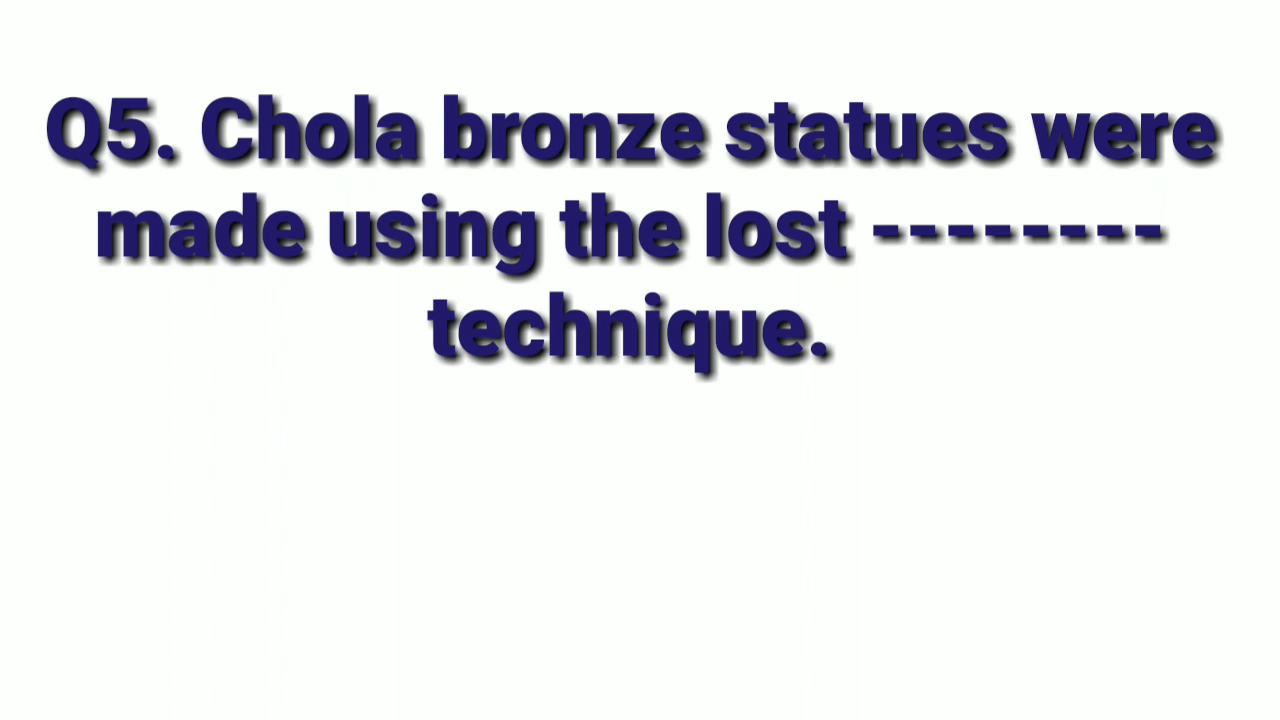 Q5. Chola bronze statues were
made using the lost --------
technique.